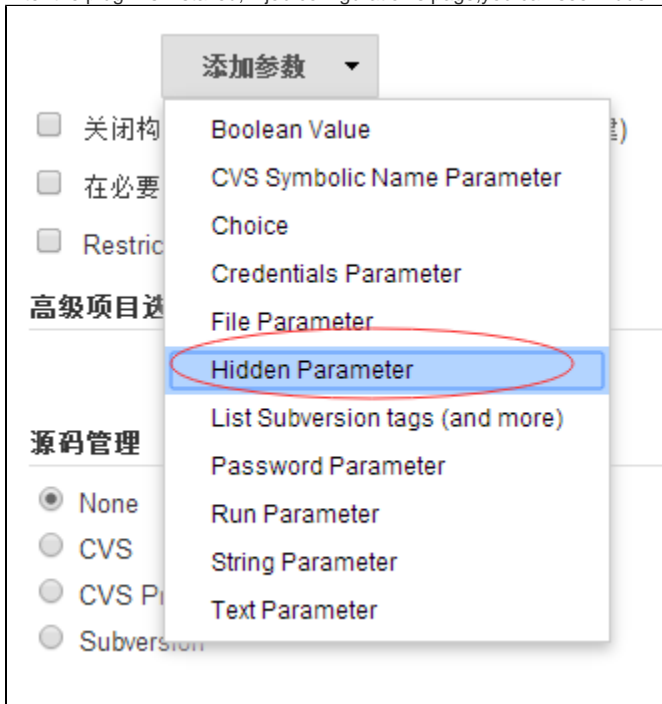 添加参数
关闭构
Boolean Value
建)
在必要
CVS Symbolic Name Parameter
Choice
Restric
Credentials Parameter
高级项目选
File Parameter
Hidden Parameter
List Subversion tags (and more)
源码管理
Password Parameter
None
Run Parameter
CVS
String Parameter
CVS Pr
Text Parameter
Subversion